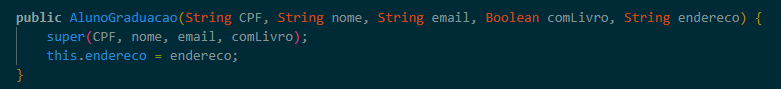 public AlunoGraduacao(String CPF, String nome, String email, Boolean comLivro, String endereco) {
    super(CPF, nome, email, comLivro);
    this.endereco = endereco;
}